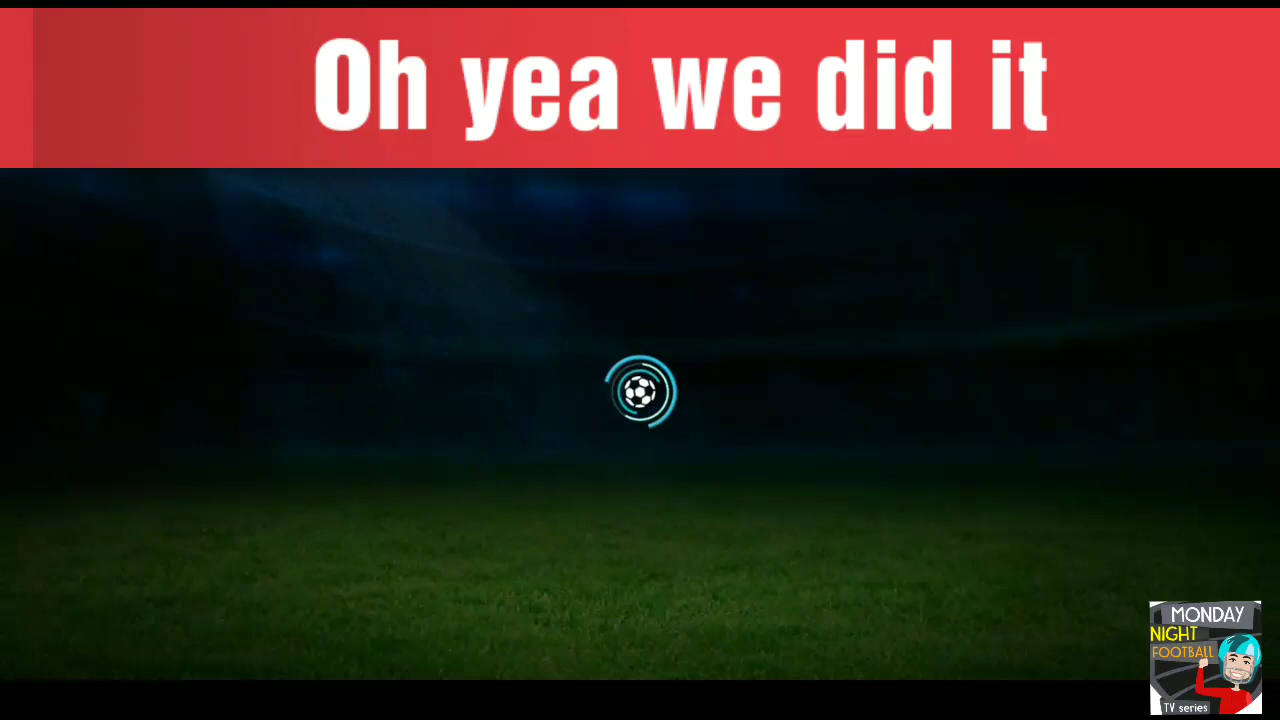 Oh yea we did it
MONDAY
NIGHT
FOOTBALL
TV series